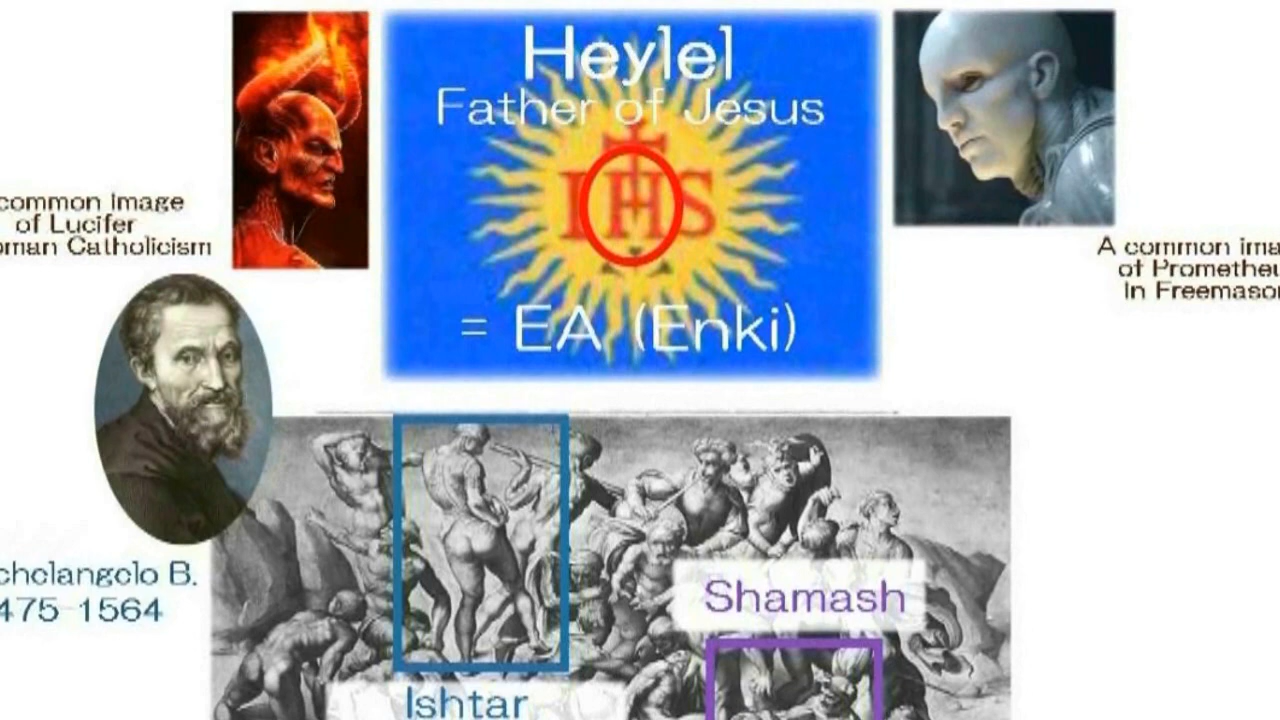 Heylel
Father of Jesus
IHS
= EA (Enki)
common image
of Lucifer
oman Catholicism
A common ima
of Prometheu
in Freemason
chelangelo B.
475-1564
Shamash
Ishtar